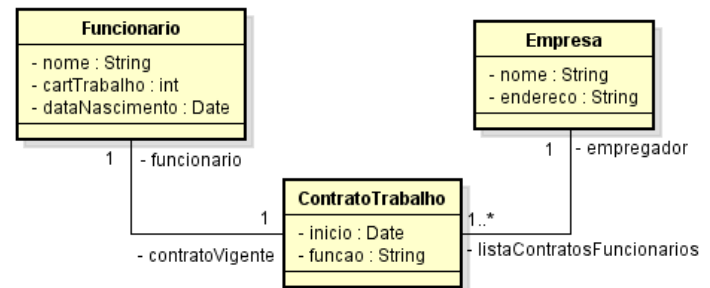 Funcionario
- nome : String
- cartTrabalho : int
- dataNascimento : Date
Empresa
- nome : String
- endereco : String
1
- funcionario
1
- empregador
ContratoTrabalho
- inicio : Date
- funcao : String
1
- contratoVigente
1..*
- listaContratosFuncionarios